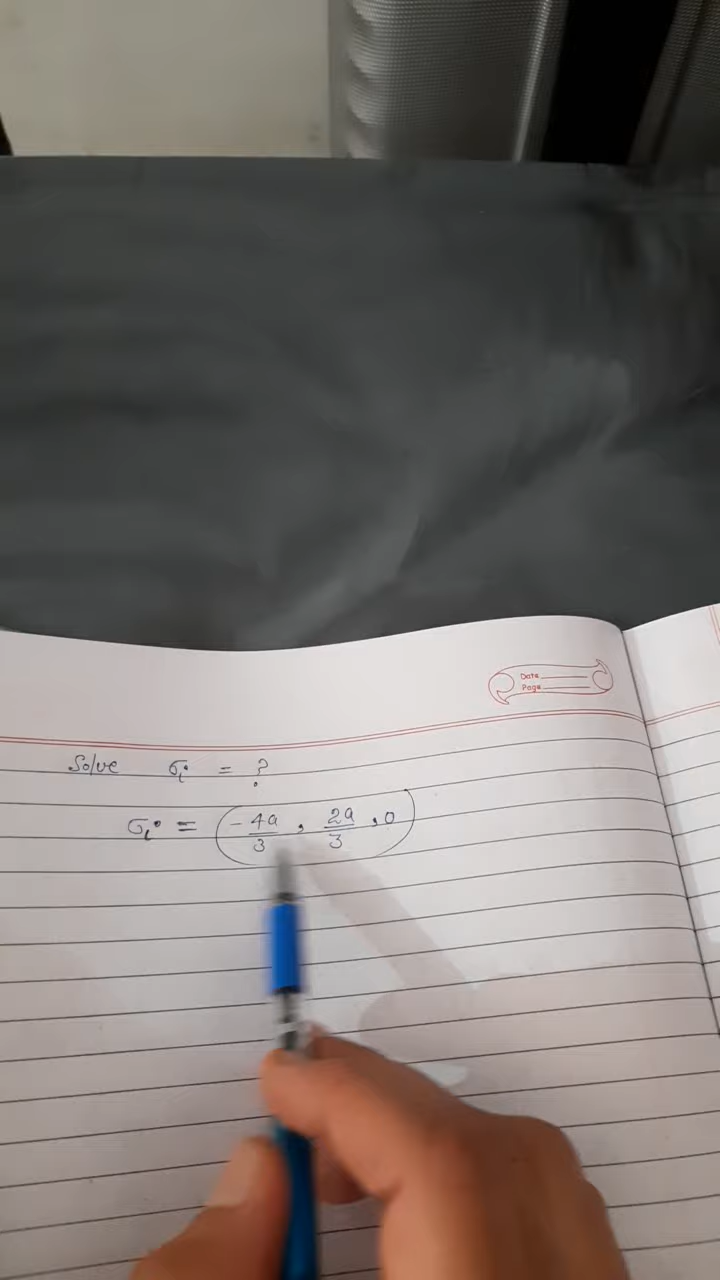 Date
Page
Solve σi = ?
σi = (-4a/3, 2a/3, 0)